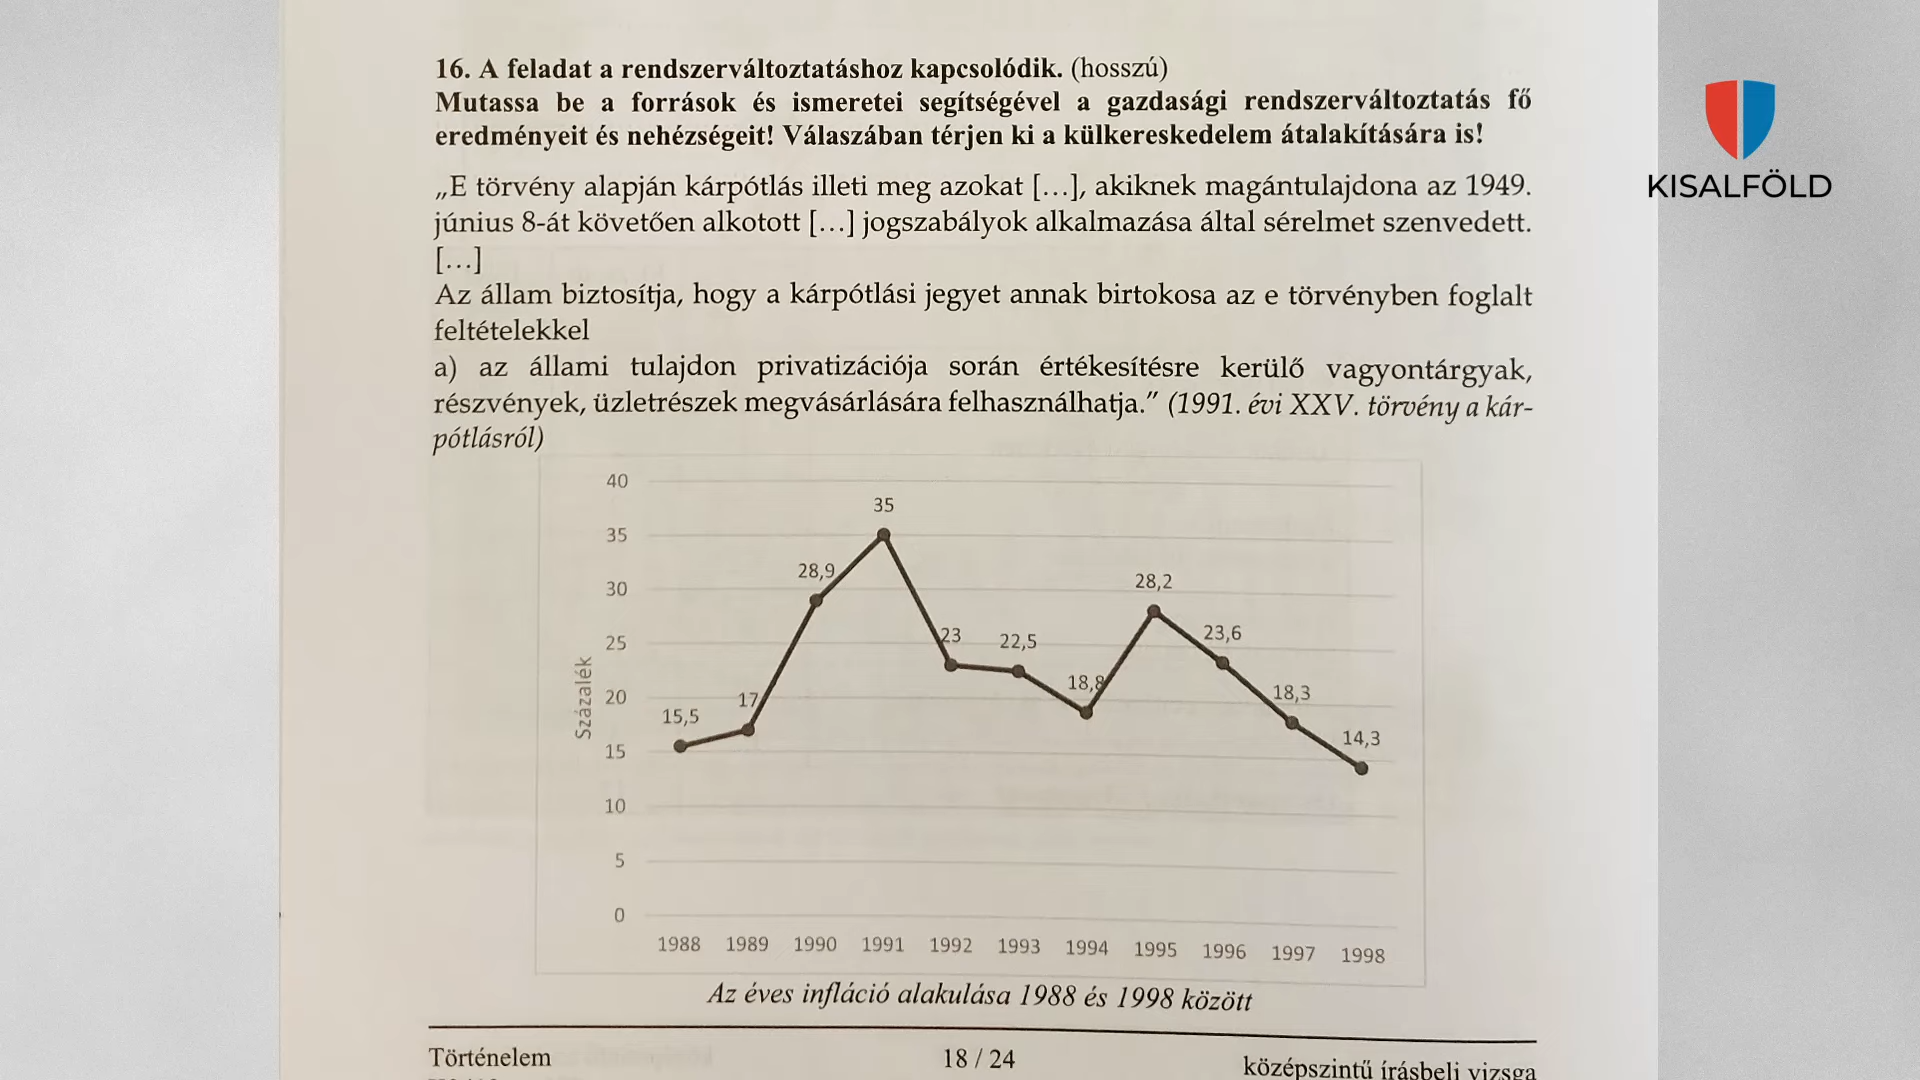 16. A feladat a rendszerváltoztatáshoz kapcsolódik. (hosszú)
Mutassa be a források és ismeretei segítségével a gazdasági rendszerváltoztatás fő
eredményeit és nehézségeit! Válaszában térjen ki a külkereskedelem átalakítására is!
KISALFÖLD
„E törvény alapján kárpótlás illeti meg azokat […], akiknek magántulajdona az 1949.
június 8-át követően alkotott […] jogszabályok alkalmazása által sérelmet szenvedett.
[…]
Az állam biztosítja, hogy a kárpótlási jegyet annak birtokosa az e törvényben foglalt
feltételekkel
a) az állami tulajdon privatizációja során értékesítésre kerülő vagyontárgyak,
részvények, üzletrészek megvásárlására felhasználhatja.” (1991. évi XXV. törvény a kár-
pótlásról)
Százalék
40
35
30
25
20
15
10
5
0
15,5
17
28,9
35
23
22,5
18,8
28,2
23,6
18,3
14,3
1988 1989 1990 1991 1992 1993 1994 1995 1996 1997 1998
Az éves infláció alakulása 1988 és 1998 között
Történelem 18 / 24 középszintű írásbeli vizsga